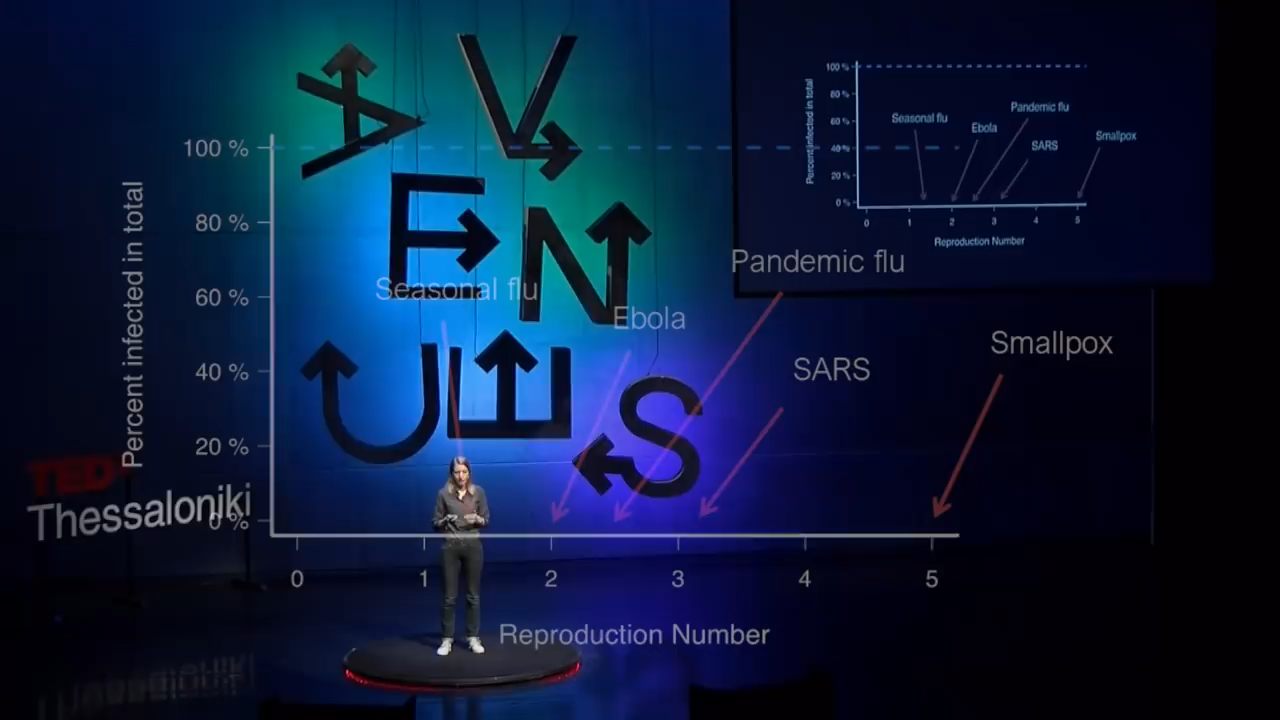 A V
E N
U E S
TEDx
Thessaloniki
Percent infected in total
100 %
80 %
60 %
40 %
20 %
0 %
Seasonal flu
Ebola
Pandemic flu
SARS
Smallpox
0 1 2 3 4 5
Reproduction Number
Percent infected in total
100 %
80 %
60 %
40 %
20 %
0 %
Seasonal flu
Ebola
Pandemic flu
SARS
Smallpox
0 1 2 3 4 5
Reproduction Number